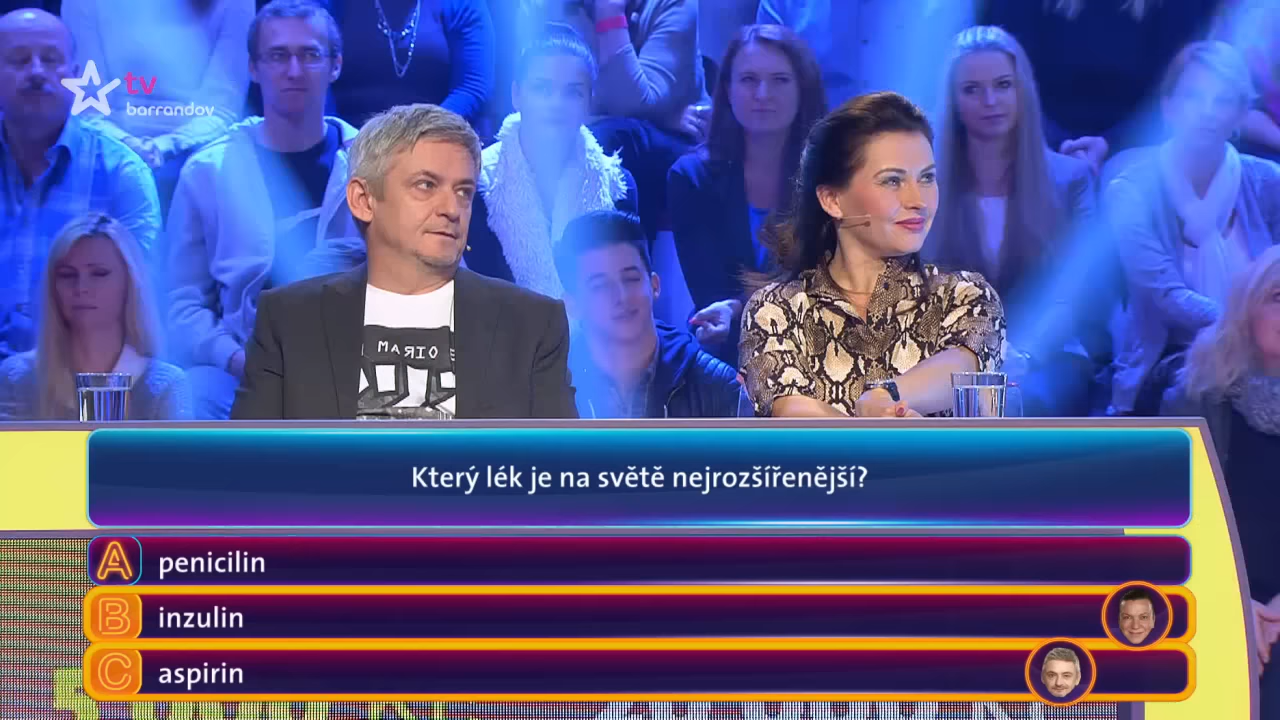 tv
barrandov
MARIO
Který lék je na světě nejrozšířenější?
A penicilin
B inzulin
C aspirin